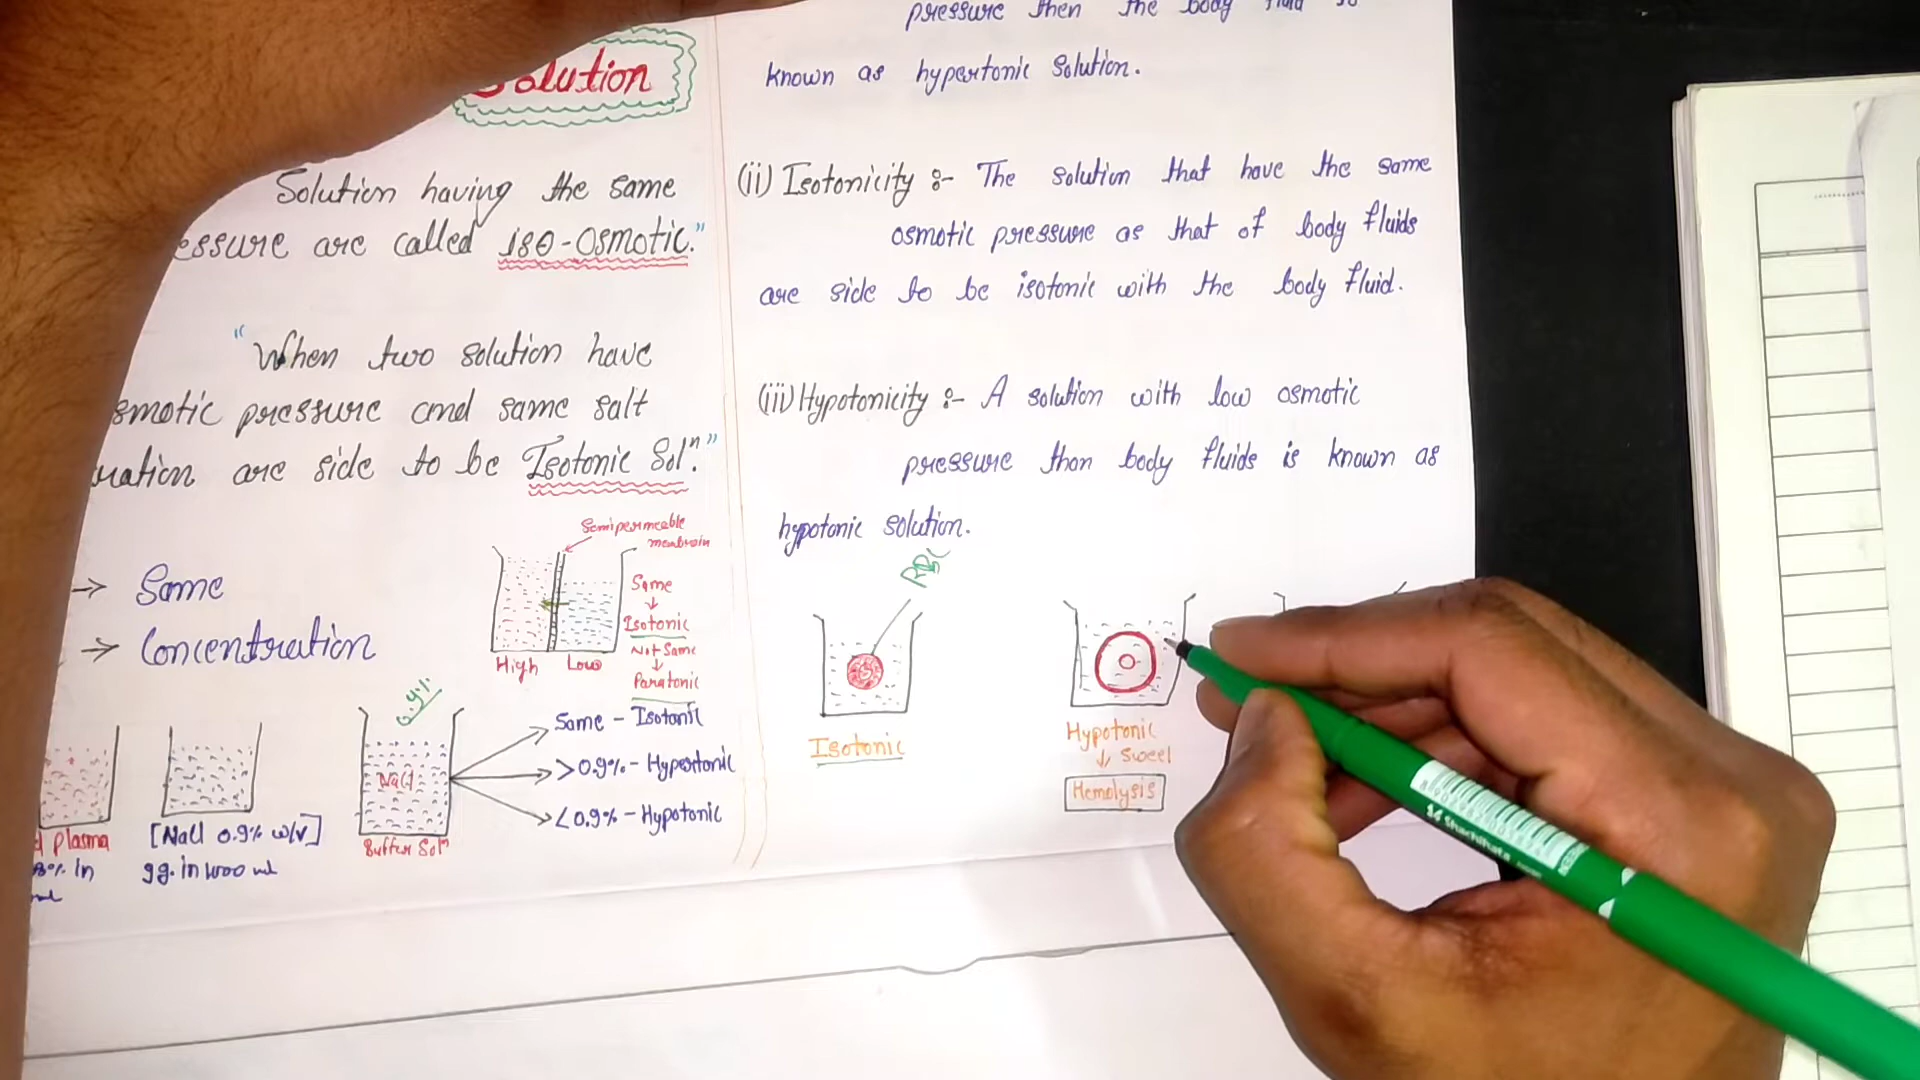 Solution
Solution having the same
essure are called Iso-Osmotic."
"When two solution have
smotic pressure and same salt
ration are side to be Isotonic Solⁿ."
→ Same
→ Concentration
Semipermeable
membrain
Same
↓
Isotonic
Not Same
↓
Paratonic
High Low
d plasma
[NaCl 0.9% w/v]
9g. in 1000 ml
NaCl
Buffer Solⁿ
Same - Isotonic
>0.9% - Hypertonic
<0.9% - Hypotonic
pressure then the body fluid
known as hypertonic Solution.
(ii) Isotonicity :- The solution that have the same
osmotic pressure as that of body fluids
are side to be isotonic with the body fluid.
(iii) Hypotonicity :- A solution with low osmotic
pressure than body fluids is known as
hypotonic solution.
RBC
Isotonic
Hypotonic
↓ Sweel
Hemolysis